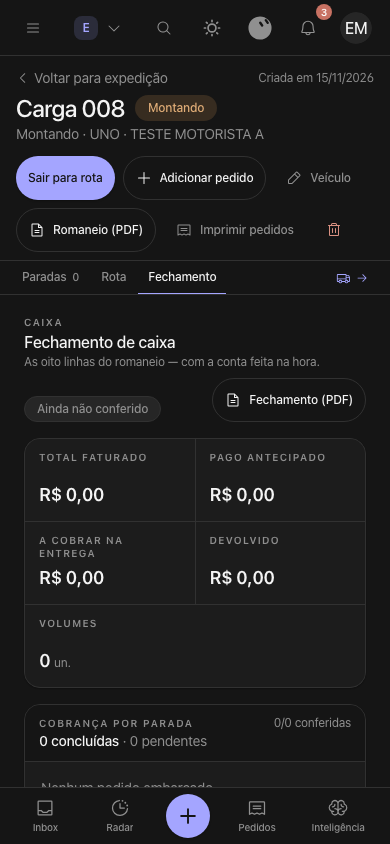 E
3
EM
Voltar para expedição
Criada em 15/11/2026
Carga 008
Montando
Montando · UNO · TESTE MOTORISTA A
Sair para rota
Adicionar pedido
Veículo
Romaneio (PDF)
Imprimir pedidos
Paradas 0
Rota
Fechamento
CAIXA
Fechamento de caixa
As oito linhas do romaneio — com a conta feita na hora.
Ainda não conferido
Fechamento (PDF)
TOTAL FATURADO
R$ 0,00
PAGO ANTECIPADO
R$ 0,00
A COBRAR NA
ENTREGA
R$ 0,00
DEVOLVIDO
R$ 0,00
VOLUMES
0 un.
COBRANÇA POR PARADA
0/0 conferidas
0 concluídas · 0 pendentes
Nenhum pedido embarcado
Inbox
Radar
Pedidos
Inteligência